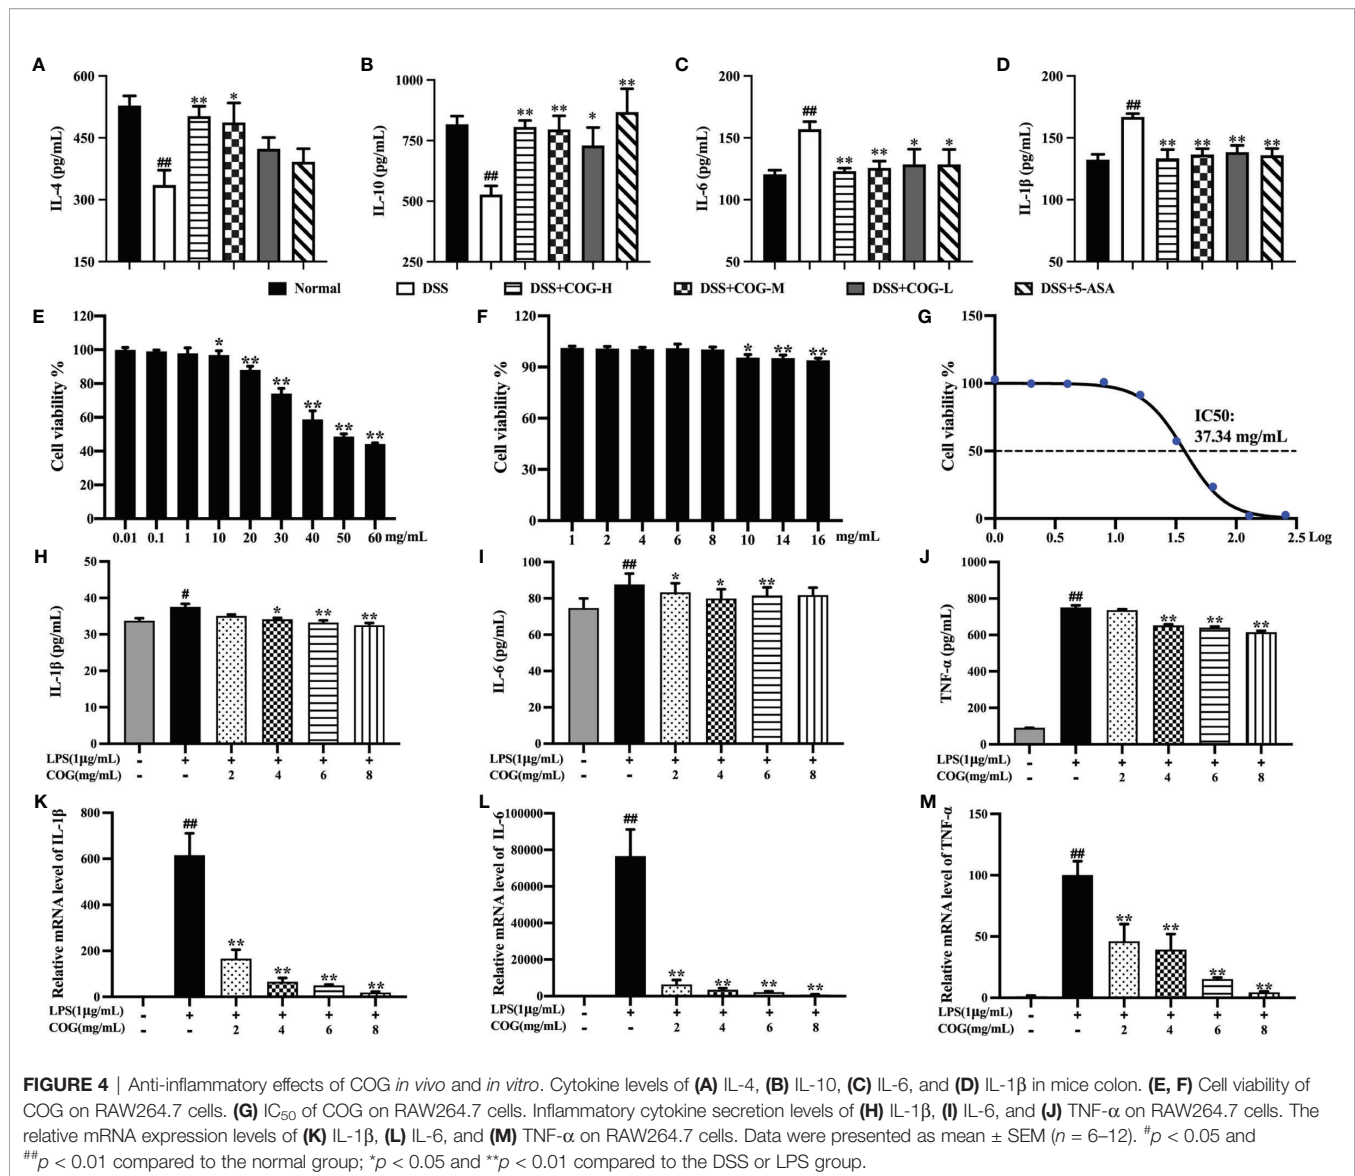 A
B
C
D
600
450
300
150
IL-4 (pg/mL)
##
**
*
1000
750
500
250
IL-10 (pg/mL)
##
**
**
*
**
200
150
100
50
IL-6 (pg/mL)
##
**
**
*
*
200
150
100
50
IL-1β (pg/mL)
##
**
**
**
**
Normal DSS DSS+COG-H DSS+COG-M DSS+COG-L DSS+5-ASA
E
F
G
120
100
80
60
40
20
0
Cell viability %
*
**
**
**
**
**
0.01 0.1 1 10 20 30 40 50 60 mg/mL
120
90
60
30
0
Cell viability %
*
**
**
1 2 4 6 8 10 14 16 mg/mL
150
100
50
0
Cell viability %
IC50:
37.34 mg/mL
0.0 0.5 1.0 1.5 2.0 2.5 Log
H
I
J
50
40
30
20
10
0
IL-1β (pg/mL)
#
*
**
**
LPS(1μg/mL) - + + + + +
COG(mg/mL) - - 2 4 6 8
100
80
60
40
20
0
IL-6 (pg/mL)
##
*
*
**
LPS(1μg/mL) - + + + + +
COG(mg/mL) - - 2 4 6 8
1000
800
600
400
200
0
TNF-α (pg/mL)
##
**
**
**
LPS(1μg/mL) - + + + + +
COG(mg/mL) - - 2 4 6 8
K
L
M
800
600
400
200
0
Relative mRNA level of IL-1β
##
**
**
**
**
LPS(1μg/mL) - + + + + +
COG(mg/mL) - - 2 4 6 8
100000
80000
60000
40000
20000
0
Relative mRNA level of IL-6
##
**
**
**
**
LPS(1μg/mL) - + + + + +
COG(mg/mL) - - 2 4 6 8
150
100
50
0
Relative mRNA level of TNF-α
##
**
**
**
**
LPS(1μg/mL) - + + + + +
COG(mg/mL) - - 2 4 6 8
FIGURE 4 | Anti-inflammatory effects of COG in vivo and in vitro. Cytokine levels of (A) IL-4, (B) IL-10, (C) IL-6, and (D) IL-1β in mice colon. (E, F) Cell viability of
COG on RAW264.7 cells. (G) IC50 of COG on RAW264.7 cells. Inflammatory cytokine secretion levels of (H) IL-1β, (I) IL-6, and (J) TNF-α on RAW264.7 cells. The
relative mRNA expression levels of (K) IL-1β, (L) IL-6, and (M) TNF-α on RAW264.7 cells. Data were presented as mean ± SEM (n = 6–12). #p < 0.05 and
##p < 0.01 compared to the normal group; *p < 0.05 and **p < 0.01 compared to the DSS or LPS group.